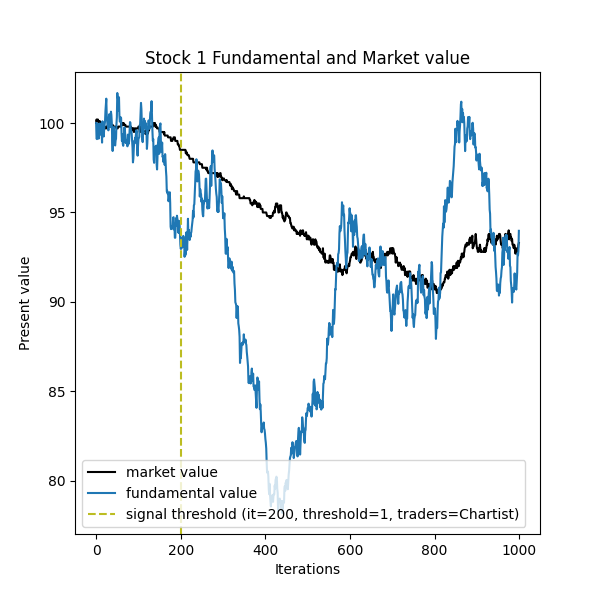 Stock 1 Fundamental and Market value
Present value
100
95
90
85
80
market value
fundamental value
signal threshold (it=200, threshold=1, traders=Chartist)
0
200
400
600
800
1000
Iterations